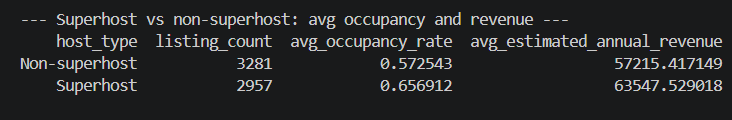 --- Superhost vs non-superhost: avg occupancy and revenue ---
host_type listing_count avg_occupancy_rate avg_estimated_annual_revenue
Non-superhost 3281 0.572543 57215.417149
Superhost 2957 0.656912 63547.529018